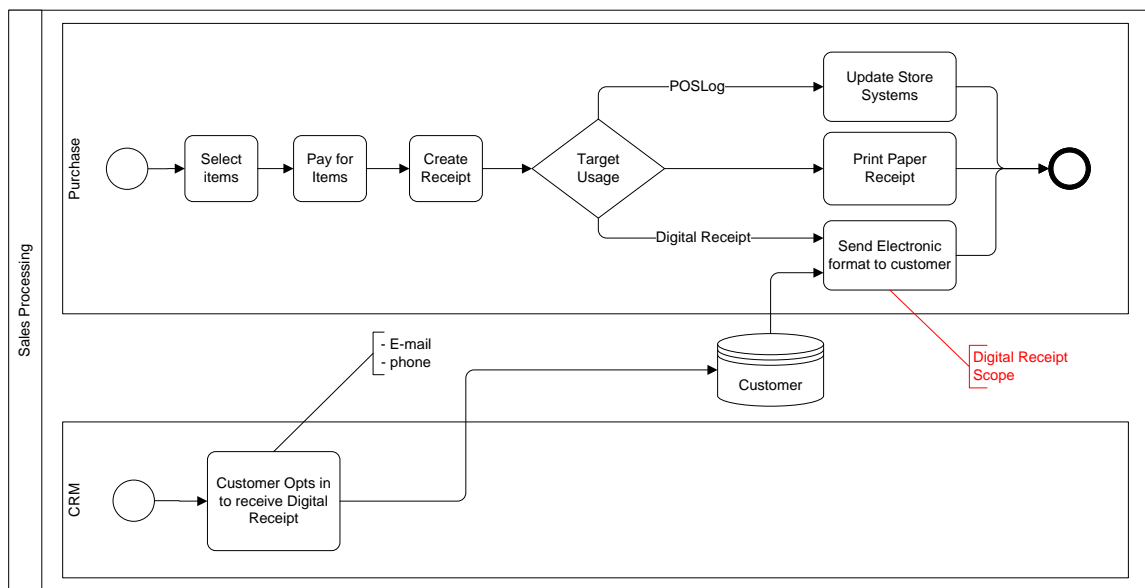 Sales Processing
Purchase
Select
items
Pay for
Items
Create
Receipt
Target
Usage
POSLog
Update Store
Systems
Print Paper
Receipt
Digital Receipt
Send Electronic
format to customer
- E-mail
- phone
Customer
Digital Receipt
Scope
CRM
Customer Opts in
to receive Digital
Receipt